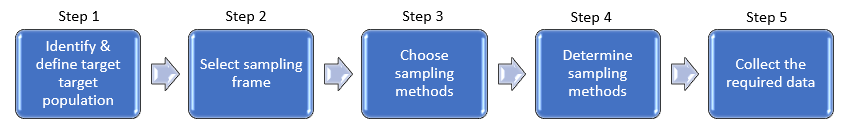 Step 1
Identify &
define target
target
population
Step 2
Select sampling
frame
Step 3
Choose
sampling
methods
Step 4
Determine
sampling
methods
Step 5
Collect the
required data